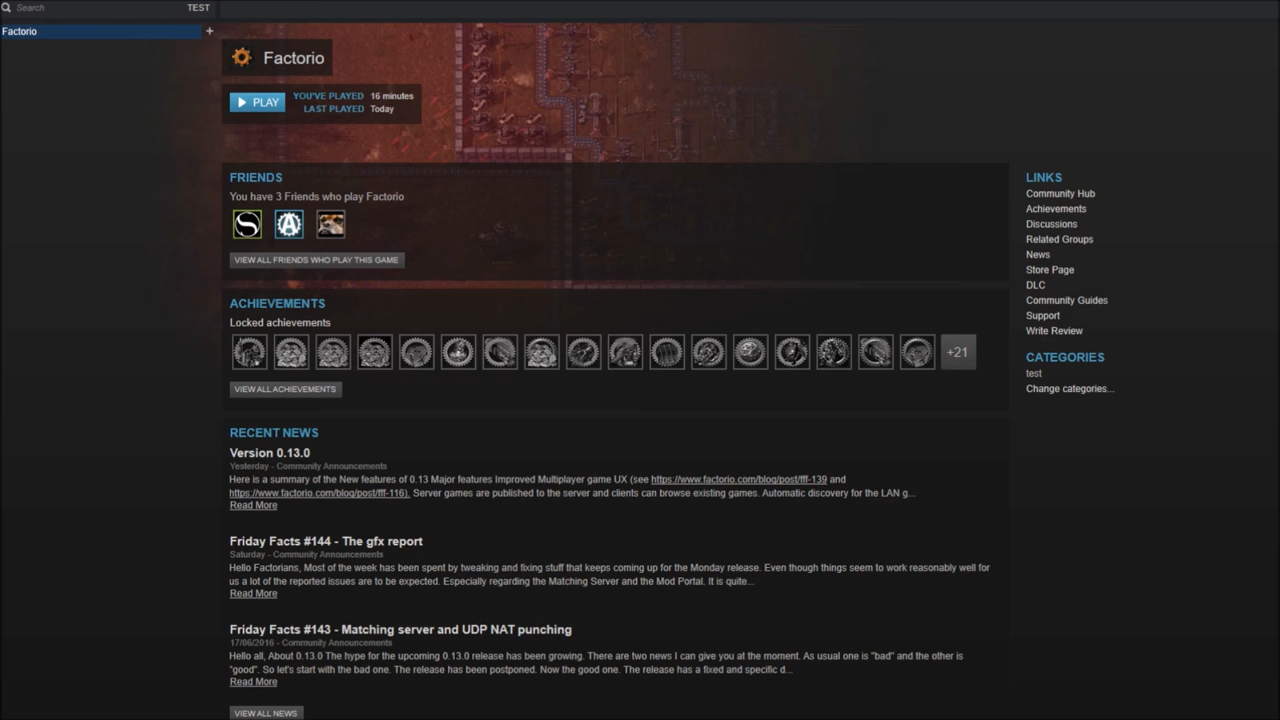 Search
TEST
Factorio
+
Factorio
PLAY
YOU'VE PLAYED 16 minutes
LAST PLAYED Today
FRIENDS
You have 3 Friends who play Factorio
A
VIEW ALL FRIENDS WHO PLAY THIS GAME
ACHIEVEMENTS
Locked achievements
+21
VIEW ALL ACHIEVEMENTS
RECENT NEWS
Version 0.13.0
Yesterday - Community Announcements
Here is a summary of the New features of 0.13 Major features Improved Multiplayer game UX (see https://www.factorio.com/blog/post/fff-139 and
https://www.factorio.com/blog/post/fff-116). Server games are published to the server and clients can browse existing games. Automatic discovery for the LAN g...
Read More
Friday Facts #144 - The gfx report
Saturday - Community Announcements
Hello Factorians, Most of the week has been spent by tweaking and fixing stuff that keeps coming up for the Monday release. Even though things seem to work reasonably well for
us a lot of the reported issues are to be expected. Especially regarding the Matching Server and the Mod Portal. It is quite...
Read More
Friday Facts #143 - Matching server and UDP NAT punching
17/06/2016 - Community Announcements
Hello all, About 0.13.0 The hype for the upcoming 0.13.0 release has been growing. There are two news I can give you at the moment. As usual one is "bad" and the other is
"good". So let's start with the bad one. The release has been postponed. Now the good one. The release has a fixed and specific d...
Read More
VIEW ALL NEWS
LINKS
Community Hub
Achievements
Discussions
Related Groups
News
Store Page
DLC
Community Guides
Support
Write Review
CATEGORIES
test
Change categories...